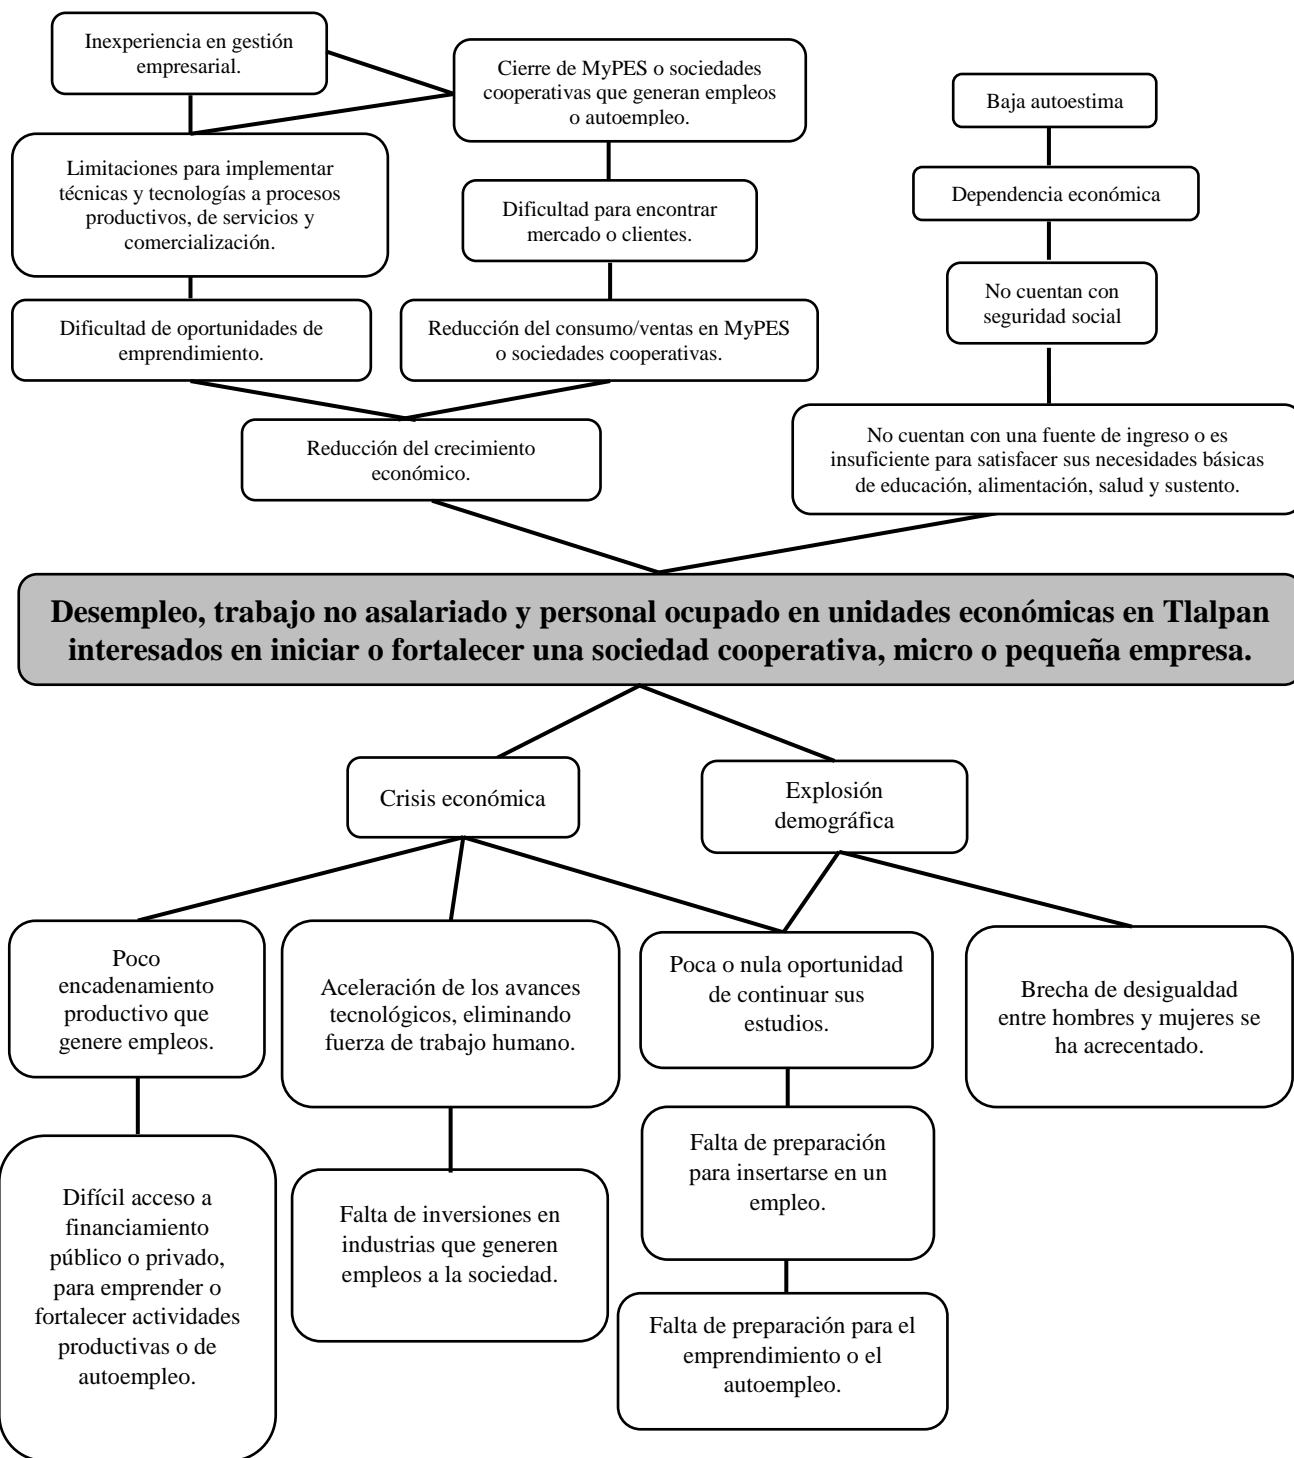 Inexperiencia en gestión
empresarial.
Cierre de MyPES o sociedades
cooperativas que generan empleos
o autoempleo.
Baja autoestima
Limitaciones para implementar
técnicas y tecnologías a procesos
productivos, de servicios y
comercialización.
Dificultad para encontrar
mercado o clientes.
Dependencia económica
No cuentan con
seguridad social
Dificultad de oportunidades de
emprendimiento.
Reducción del consumo/ventas en MyPES
o sociedades cooperativas.
Reducción del crecimiento
económico.
No cuentan con una fuente de ingreso o es
insuficiente para satisfacer sus necesidades básicas
de educación, alimentación, salud y sustento.
Desempleo, trabajo no asalariado y personal ocupado en unidades económicas en Tlalpan
interesados en iniciar o fortalecer una sociedad cooperativa, micro o pequeña empresa.
Crisis económica
Explosión
demográfica
Poco
encadenamiento
productivo que
genere empleos.
Aceleración de los avances
tecnológicos, eliminando
fuerza de trabajo humano.
Poca o nula oportunidad
de continuar sus
estudios.
Brecha de desigualdad
entre hombres y mujeres se
ha acrecentado.
Difícil acceso a
financiamiento
público o privado,
para emprender o
fortalecer actividades
productivas o de
autoempleo.
Falta de inversiones en
industrias que generen
empleos a la sociedad.
Falta de preparación
para insertarse en un
empleo.
Falta de preparación para el
emprendimiento o el
autoempleo.